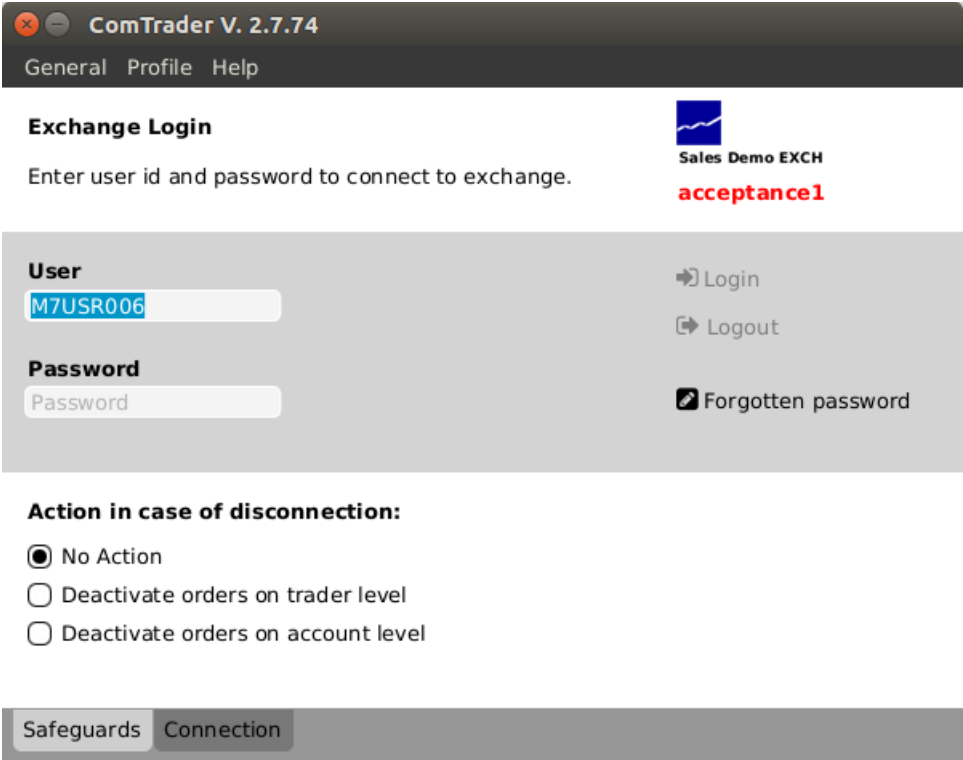 ComTrader V. 2.7.74
General Profile Help
Exchange Login
Enter user id and password to connect to exchange.
Sales Demo EXCH
acceptance1
User
M7USR006
Password
Password
Login
Logout
Forgotten password
Action in case of disconnection:
No Action
Deactivate orders on trader level
Deactivate orders on account level
Safeguards Connection